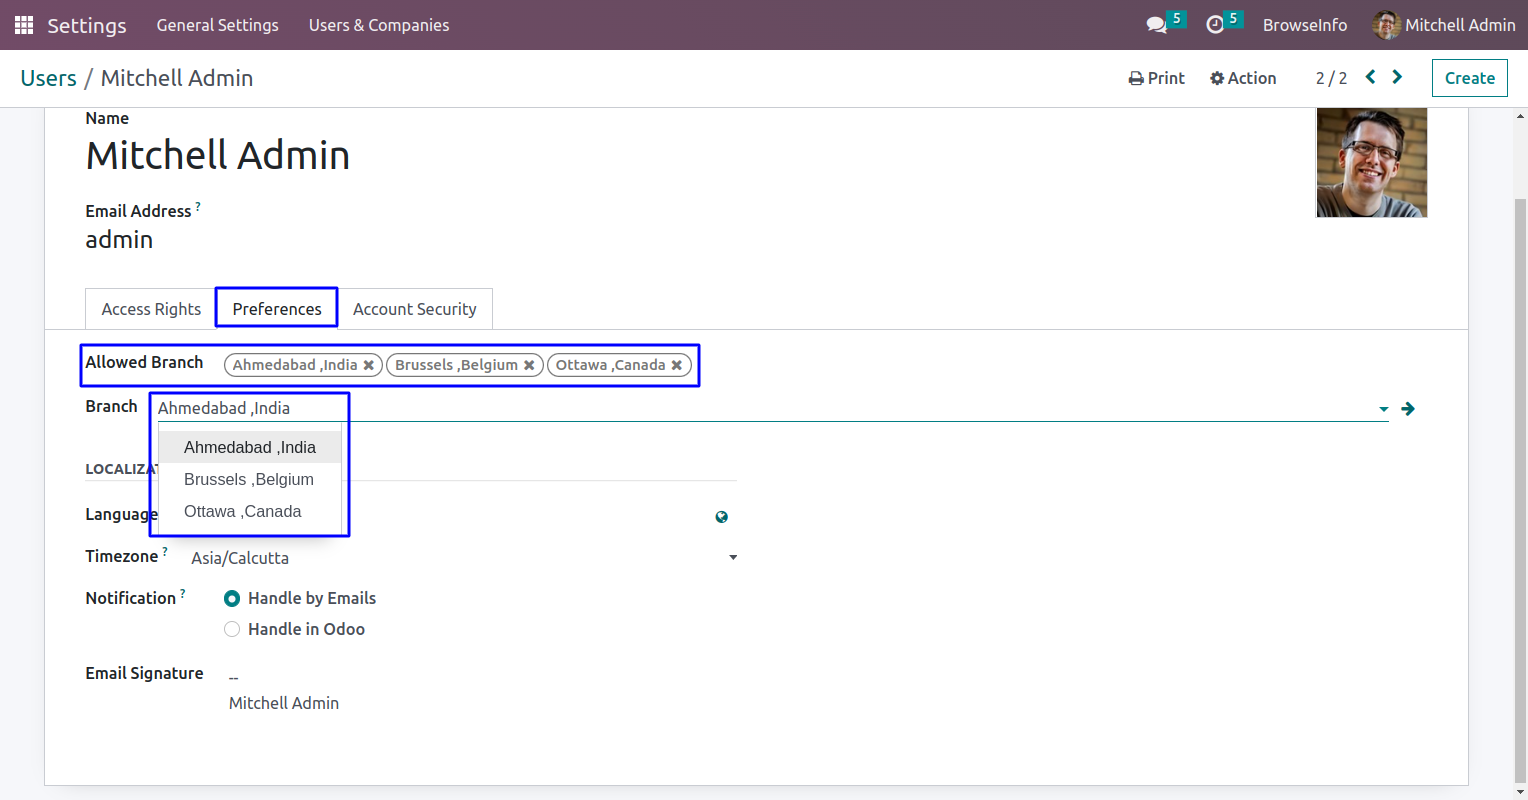 Settings General Settings Users & Companies 5 5 BrowseInfo Mitchell Admin
Users / Mitchell Admin Print Action 2 / 2 Create
Name
Mitchell Admin
Email Address ?
admin
Access Rights Preferences Account Security
Allowed Branch Ahmedabad ,India Brussels ,Belgium Ottawa ,Canada
Branch Ahmedabad ,India
Ahmedabad ,India
LOCALIZAT
Brussels ,Belgium
Language Ottawa ,Canada
Timezone ? Asia/Calcutta
Notification ? Handle by Emails
Handle in Odoo
Email Signature --
Mitchell Admin